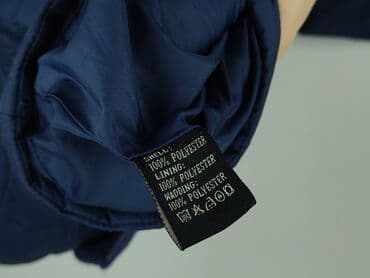 SHELL:
100% POLYESTER
LINING:
100% POLYESTER
WADDING:
100% POLYESTER